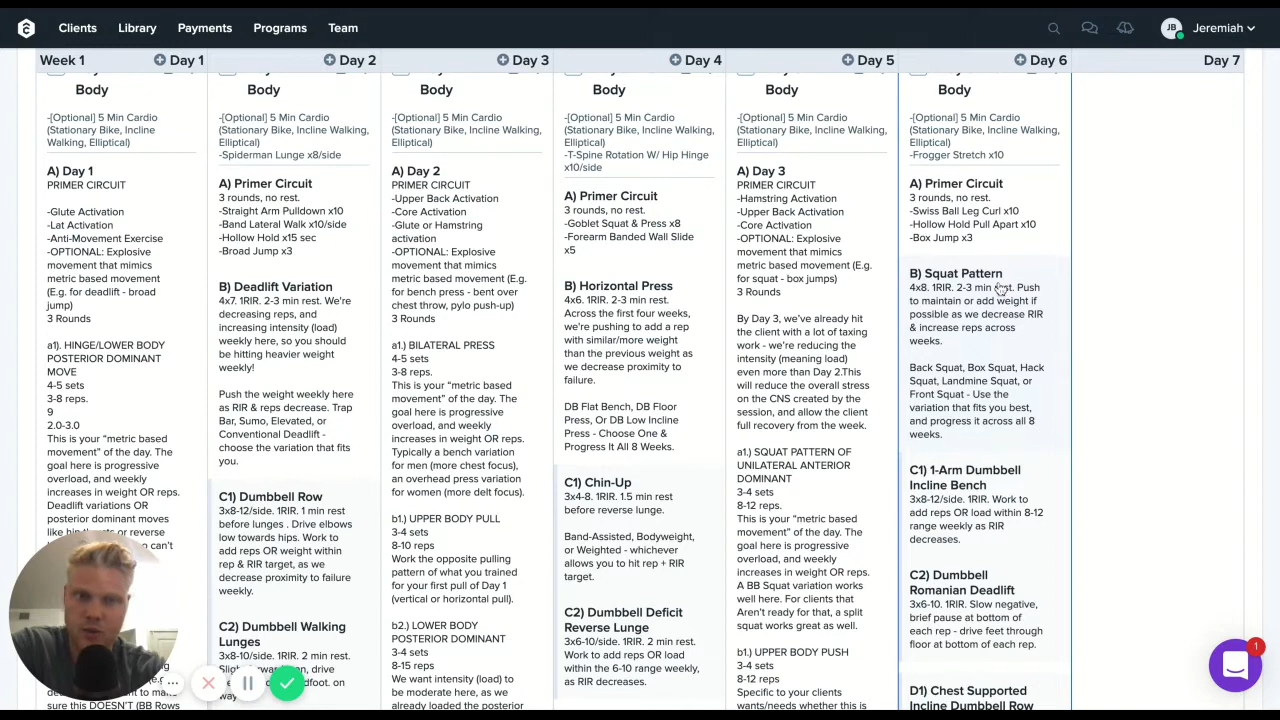 Clients Library Payments Programs Team
JB Jeremiah
Week 1 Day 1 Day 2 Day 3 Day 4 Day 5 Day 6 Day 7
Body
-[Optional] 5 Min Cardio
(Stationary Bike, Incline
Walking, Elliptical)
A) Day 1
PRIMER CIRCUIT
-Glute Activation
-Lat Activation
-Anti-Movement Exercise
-OPTIONAL: Explosive
movement that mimics
metric based movement
(E.g. for deadlift - broad
jump)
3 Rounds
a1). HINGE/LOWER BODY
POSTERIOR DOMINANT
MOVE
4-5 sets
3-8 reps.
9
2.0-3.0
This is your “metric based
movement” of the day. The
goal here is progressive
overload, and weekly
increases in weight OR reps.
Deadlift variations OR
posterior dominant moves
like hip
or reverse
can't
(e.g.
to make
sure this DOESN'T (BB Rows
Body
-[Optional] 5 Min Cardio
(Stationary Bike, Incline Walking,
Elliptical)
-Spiderman Lunge x8/side
A) Primer Circuit
3 rounds, no rest.
-Straight Arm Pulldown x10
-Band Lateral Walk x10/side
-Hollow Hold x15 sec
-Broad Jump x3
B) Deadlift Variation
4x7. 1RIR. 2-3 min rest. We're
decreasing reps, and
increasing intensity (load)
weekly here, so you should
be hitting heavier weight
weekly!
Push the weight weekly here
as RIR & reps decrease. Trap
Bar, Sumo, Elevated, or
Conventional Deadlift -
choose the variation that fits
you.
C1) Dumbbell Row
3x8-12/side. 1RIR. 1 min rest
before lunges . Drive elbows
low towards hips. Work to
add reps OR weight within
rep & RIR target, as we
decrease proximity to failure
weekly.
C2) Dumbbell Walking
Lunges
3x8-10/side. 1RIR. 2 min rest.
drive
foot. on
Body
-[Optional] 5 Min Cardio
(Stationary Bike, Incline Walking,
Elliptical)
A) Day 2
PRIMER CIRCUIT
-Upper Back Activation
-Core Activation
-Glute or Hamstring
activation
-OPTIONAL: Explosive
movement that mimics
metric based movement (E.g.
for bench press - bent over
chest throw, pylo push-up)
3 Rounds
a1.) BILATERAL PRESS
4-5 sets
3-8 reps.
This is your “metric based
movement” of the day. The
goal here is progressive
overload, and weekly
increases in weight OR reps.
Typically a bench variation
for men (more chest focus),
an overhead press variation
for women (more delt focus).
b1.) UPPER BODY PULL
3-4 sets
8-10 reps
Work the opposite pulling
pattern of what you trained
for your first pull of Day 1
(vertical or horizontal pull).
b2.) LOWER BODY
POSTERIOR DOMINANT
3-4 sets
8-15 reps
We want intensity (load) to
be moderate here, as we
already loaded the posterior
Body
-[Optional] 5 Min Cardio
(Stationary Bike, Incline Walking,
Elliptical)
-T-Spine Rotation W/ Hip Hinge
x10/side
A) Primer Circuit
3 rounds, no rest.
-Goblet Squat & Press x8
-Forearm Banded Wall Slide
x5
B) Horizontal Press
4x6. 1RIR. 2-3 min rest.
Across the first four weeks,
we're pushing to add a rep
with similar/more weight
than the previous weight as
we decrease proximity to
failure.
DB Flat Bench, DB Floor
Press, Or DB Low Incline
Press - Choose One &
Progress It All 8 Weeks.
C1) Chin-Up
3x4-8. 1RIR. 1.5 min rest
before reverse lunge.
Band-Assisted, Bodyweight,
or Weighted - whichever
allows you to hit rep + RIR
target.
C2) Dumbbell Deficit
Reverse Lunge
3x6-10/side. 1RIR. 2 min rest.
Work to add reps OR load
within the 6-10 range weekly,
as RIR decreases.
Body
-[Optional] 5 Min Cardio
(Stationary Bike, Incline Walking,
Elliptical)
A) Day 3
PRIMER CIRCUIT
-Hamstring Activation
-Upper Back Activation
-Core Activation
-OPTIONAL: Explosive
movement that mimics
metric based movement (E.g.
for squat - box jumps)
3 Rounds
By Day 3, we've already hit
the client with a lot of taxing
work - we're reducing the
intensity (meaning load)
even more than Day 2.This
will reduce the overall stress
on the CNS created by the
session, and allow the client
full recovery from the week.
a1.) SQUAT PATTERN OF
UNILATERAL ANTERIOR
DOMINANT
3-4 sets
8-12 reps.
This is your “metric based
movement” of the day. The
goal here is progressive
overload, and weekly
increases in weight OR reps.
A BB Squat variation works
well here. For clients that
Aren't ready for that, a split
squat works great as well.
b1.) UPPER BODY PUSH
3-4 sets
8-12 reps
Specific to your clients
wants/needs whether this is
Body
-[Optional] 5 Min Cardio
(Stationary Bike, Incline Walking,
Elliptical)
-Frogger Stretch x10
A) Primer Circuit
3 rounds, no rest.
-Swiss Ball Leg Curl x10
-Hollow Hold Pull Apart x10
-Box Jump x3
B) Squat Pattern
4x8. 1RIR. 2-3 min rest. Push
to maintain or add weight if
possible as we decrease RIR
& increase reps across
weeks.
Back Squat, Box Squat, Hack
Squat, Landmine Squat, or
Front Squat - Use the
variation that fits you best,
and progress it across all 8
weeks.
C1) 1-Arm Dumbbell
Incline Bench
3x8-12/side. 1RIR. Work to
add reps OR load within 8-12
range weekly as RIR
decreases.
C2) Dumbbell
Romanian Deadlift
3x6-10. 1RIR. Slow negative,
brief pause at bottom of
each rep - drive feet through
floor at bottom of each rep.
D1) Chest Supported
Incline Dumbbell Row
1